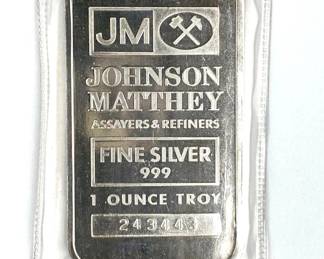 JM
JOHNSON
MATTHEY
ASSAYERS & REFINERS
FINE SILVER
999
1 OUNCE TROY
243443